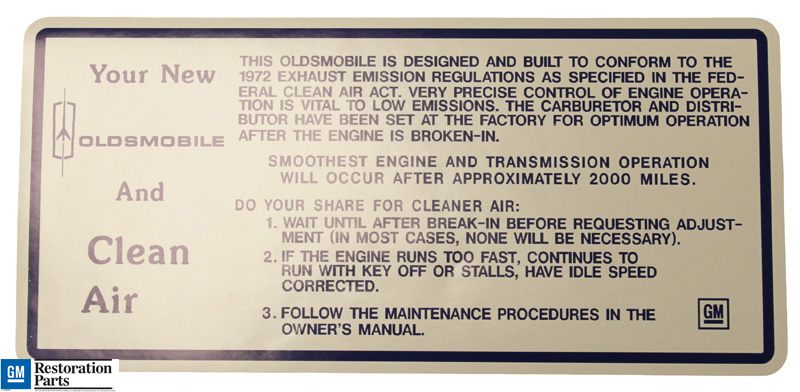 Your New
OLDSMOBILE
And
Clean
Air
THIS OLDSMOBILE IS DESIGNED AND BUILT TO CONFORM TO THE
1972 EXHAUST EMISSION REGULATIONS AS SPECIFIED IN THE FED-
ERAL CLEAN AIR ACT. VERY PRECISE CONTROL OF ENGINE OPERA-
TION IS VITAL TO LOW EMISSIONS. THE CARBURETOR AND DISTRI-
BUTOR HAVE BEEN SET AT THE FACTORY FOR OPTIMUM OPERATION
AFTER THE ENGINE IS BROKEN-IN.
SMOOTHEST ENGINE AND TRANSMISSION OPERATION
WILL OCCUR AFTER APPROXIMATELY 2000 MILES.
DO YOUR SHARE FOR CLEANER AIR:
1. WAIT UNTIL AFTER BREAK-IN BEFORE REQUESTING ADJUST-
MENT (IN MOST CASES, NONE WILL BE NECESSARY).
2. IF THE ENGINE RUNS TOO FAST, CONTINUES TO
RUN WITH KEY OFF OR STALLS, HAVE IDLE SPEED
CORRECTED.
3. FOLLOW THE MAINTENANCE PROCEDURES IN THE
OWNER'S MANUAL.
GM
GM Restoration
Parts